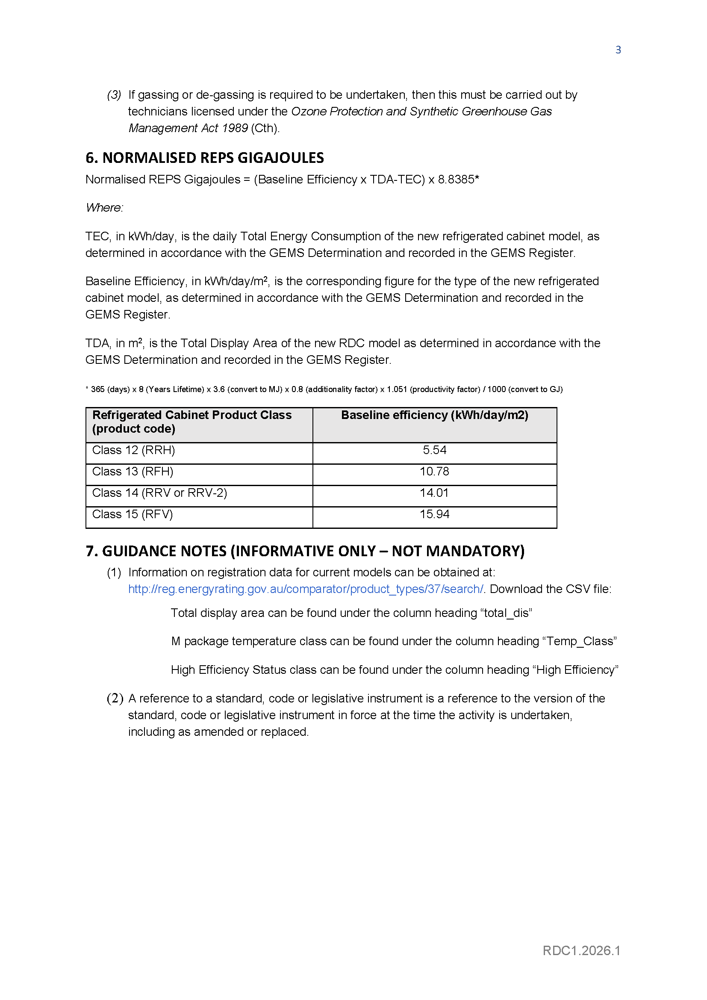 3
(3) If gassing or de-gassing is required to be undertaken, then this must be carried out by
technicians licensed under the Ozone Protection and Synthetic Greenhouse Gas
Management Act 1989 (Cth).
6. NORMALISED REPS GIGAJOULES
Normalised REPS Gigajoules = (Baseline Efficiency x TDA-TEC) x 8.8385*
Where:
TEC, in kWh/day, is the daily Total Energy Consumption of the new refrigerated cabinet model, as
determined in accordance with the GEMS Determination and recorded in the GEMS Register.
Baseline Efficiency, in kWh/day/m², is the corresponding figure for the type of the new refrigerated
cabinet model, as determined in accordance with the GEMS Determination and recorded in the
GEMS Register.
TDA, in m², is the Total Display Area of the new RDC model as determined in accordance with the
GEMS Determination and recorded in the GEMS Register.
* 365 (days) x 8 (Years Lifetime) x 3.6 (convert to MJ) x 0.8 (additionality factor) x 1.051 (productivity factor) / 1000 (convert to GJ)
Refrigerated Cabinet Product Class Baseline efficiency (kWh/day/m2)
(product code)
Class 12 (RRH) 5.54
Class 13 (RFH) 10.78
Class 14 (RRV or RRV-2) 14.01
Class 15 (RFV) 15.94
7. GUIDANCE NOTES (INFORMATIVE ONLY – NOT MANDATORY)
(1) Information on registration data for current models can be obtained at:
http://reg.energyrating.gov.au/comparator/product_types/37/search/. Download the CSV file:
Total display area can be found under the column heading “total_dis”
M package temperature class can be found under the column heading “Temp_Class”
High Efficiency Status class can be found under the column heading “High Efficiency”
(2) A reference to a standard, code or legislative instrument is a reference to the version of the
standard, code or legislative instrument in force at the time the activity is undertaken,
including as amended or replaced.
RDC1.2026.1